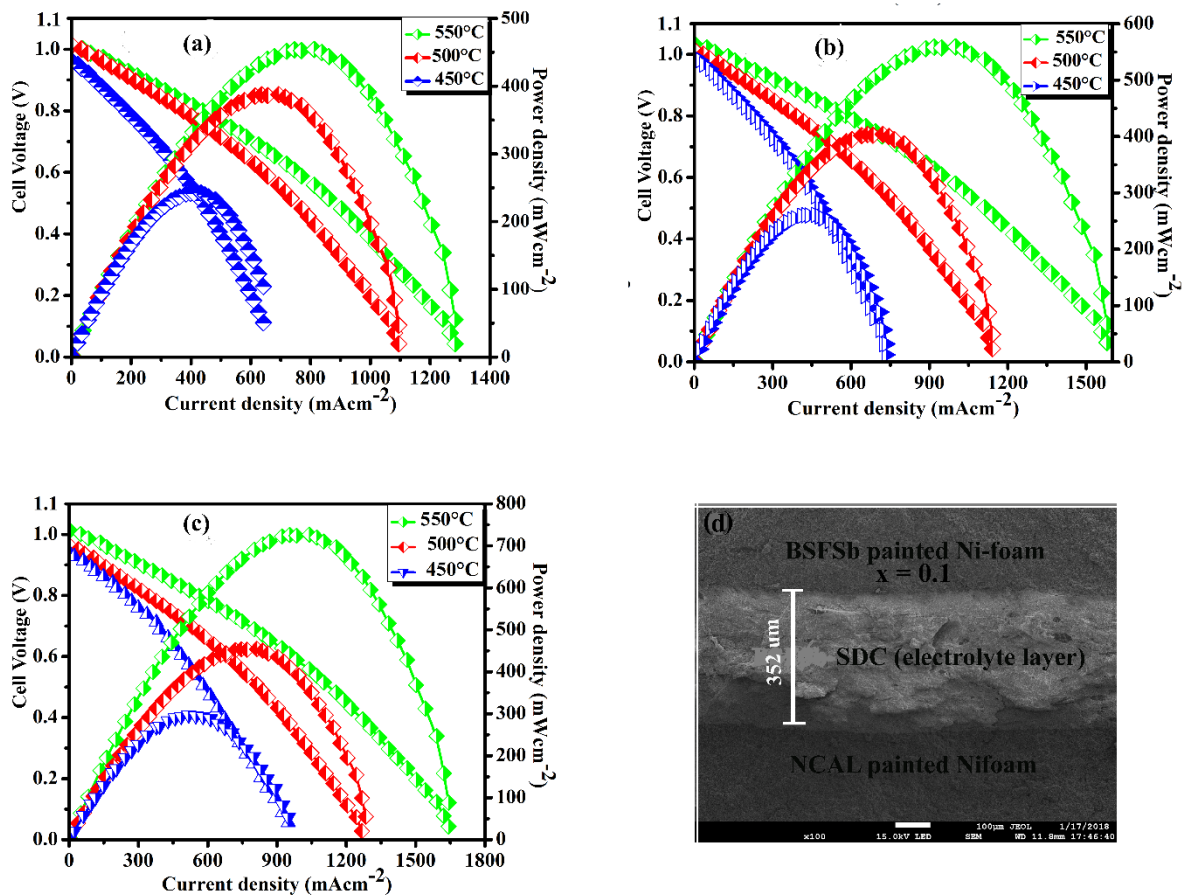 (a)
550°C
500°C
450°C
Cell Voltage (V)
1.1
1.0
0.8
0.6
0.4
0.2
0.0
Power density (mWcm-2)
500
400
300
200
100
0
0 200 400 600 800 1000 1200 1400
Current density (mAcm-2)
(b)
550°C
500°C
450°C
Cell Voltage (V)
1.1
1.0
0.8
0.6
0.4
0.2
0.0
Power density (mWcm-2)
600
500
400
300
200
100
0
0 300 600 900 1200 1500
Current density (mAcm-2)
(c)
550°C
500°C
450°C
Cell Voltage (V)
1.1
1.0
0.8
0.6
0.4
0.2
0.0
Power density (mWcm-2)
800
700
600
500
400
300
200
100
0
0 300 600 900 1200 1500 1800
Current density (mAcm-2)
(d)
BSFSb painted Ni-foam
x = 0.1
352 um
SDC (electrolyte layer)
NCAL painted Nifoam
100µm JEOL 1/17/2018
x100 15.0kV LED SEM WD 11.8mm 17:46:40